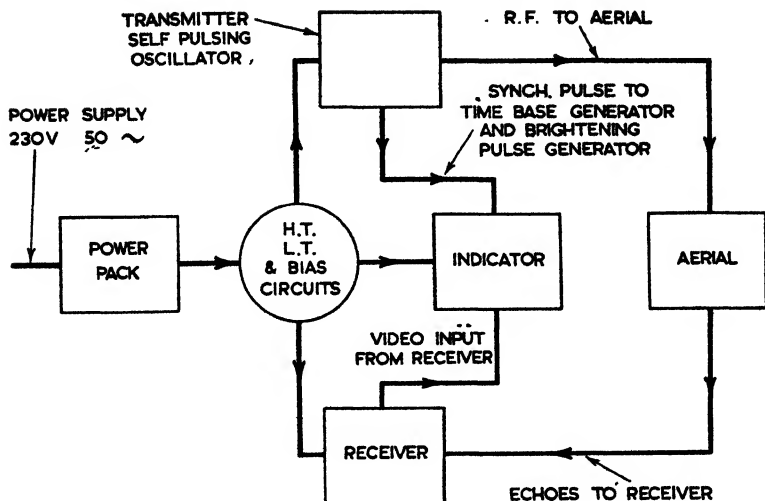 TRANSMITTER
SELF PULSING
OSCILLATOR
R.F. TO AERIAL
SYNCH. PULSE TO
TIME BASE GENERATOR
AND BRIGHTENING
PULSE GENERATOR
POWER SUPPLY
230V 50 ~
POWER
PACK
H.T.
L.T.
& BIAS
CIRCUITS
INDICATOR
AERIAL
VIDEO INPUT
FROM RECEIVER
RECEIVER
ECHOES TO RECEIVER